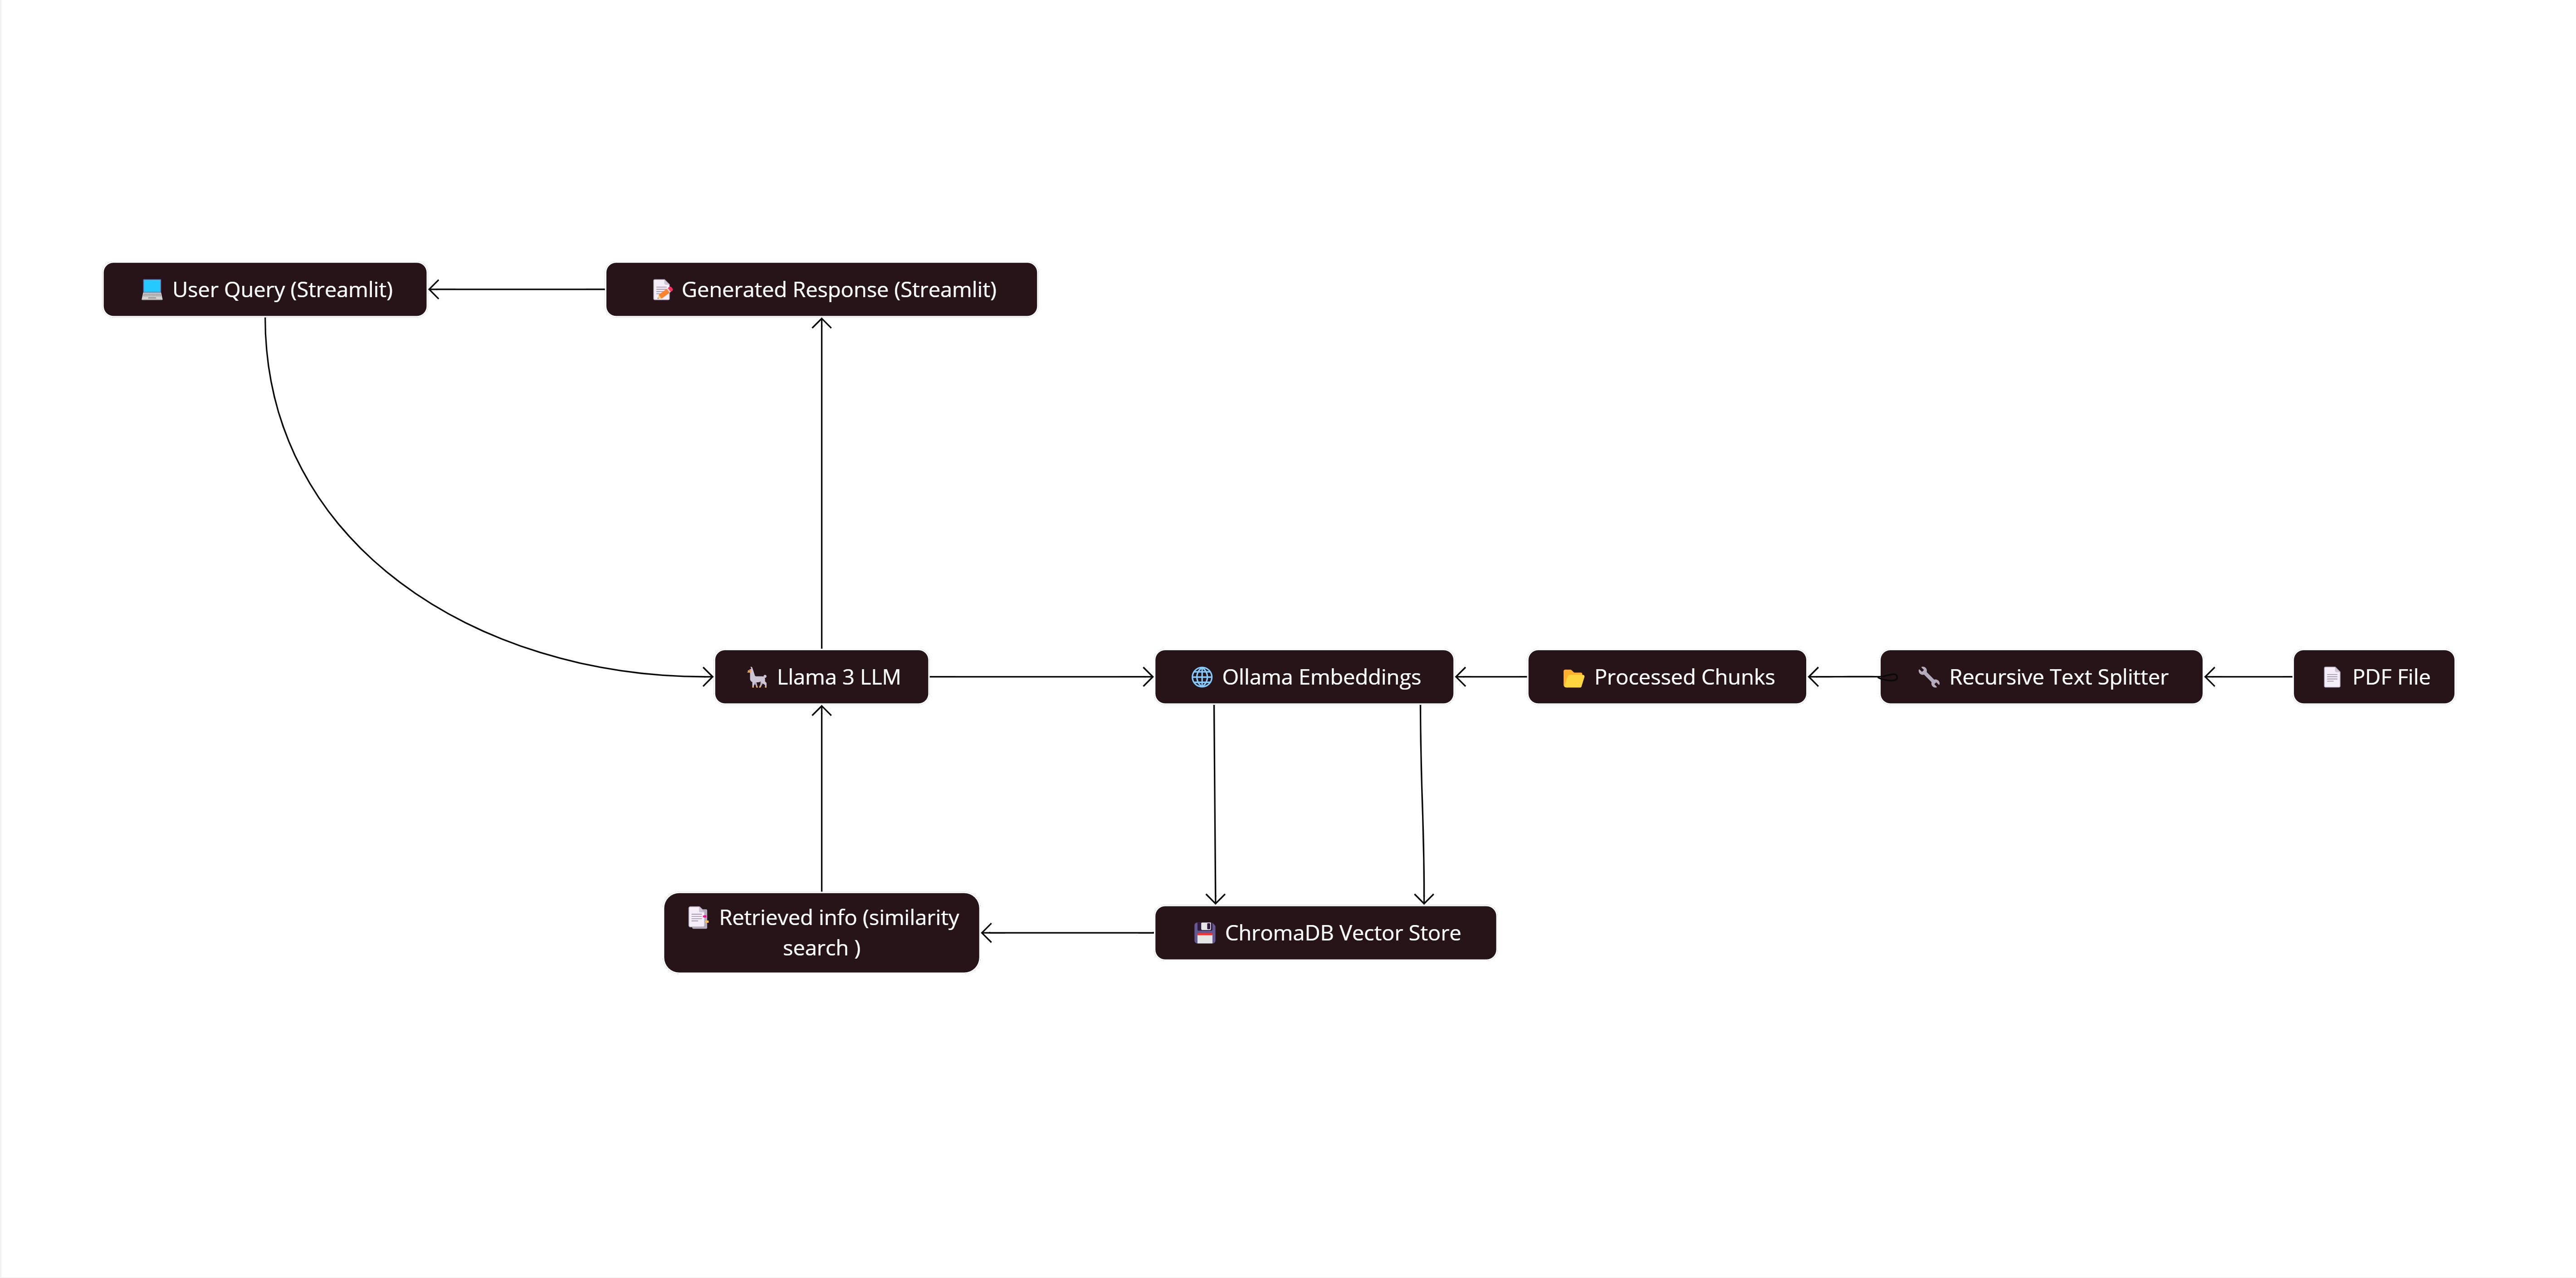 User Query (Streamlit)
Generated Response (Streamlit)
Llama 3 LLM
Ollama Embeddings
Processed Chunks
Recursive Text Splitter
PDF File
Retrieved info (similarity
search )
ChromaDB Vector Store